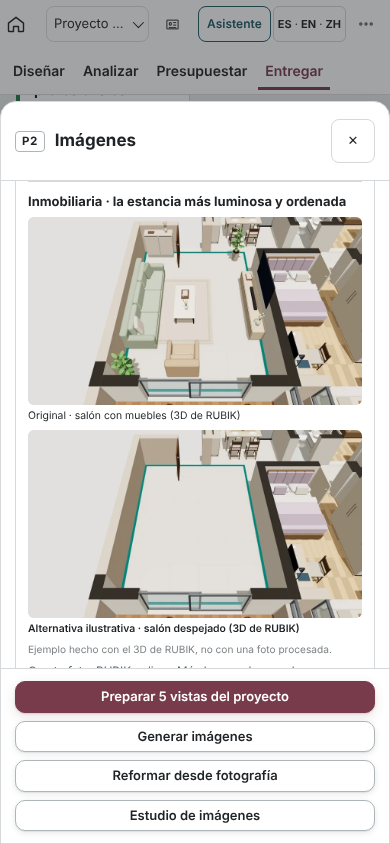 Proyecto ...
Asistente
ES · EN · ZH
Diseñar
Analizar
Presupuestar
Entregar
P2
Imágenes
×
Inmobiliaria · la estancia más luminosa y ordenada
Original · salón con muebles (3D de RUBIK)
Alternativa ilustrativa · salón despejado (3D de RUBIK)
Ejemplo hecho con el 3D de RUBIK, no con una foto procesada.
Preparar 5 vistas del proyecto
Generar imágenes
Reformar desde fotografía
Estudio de imágenes